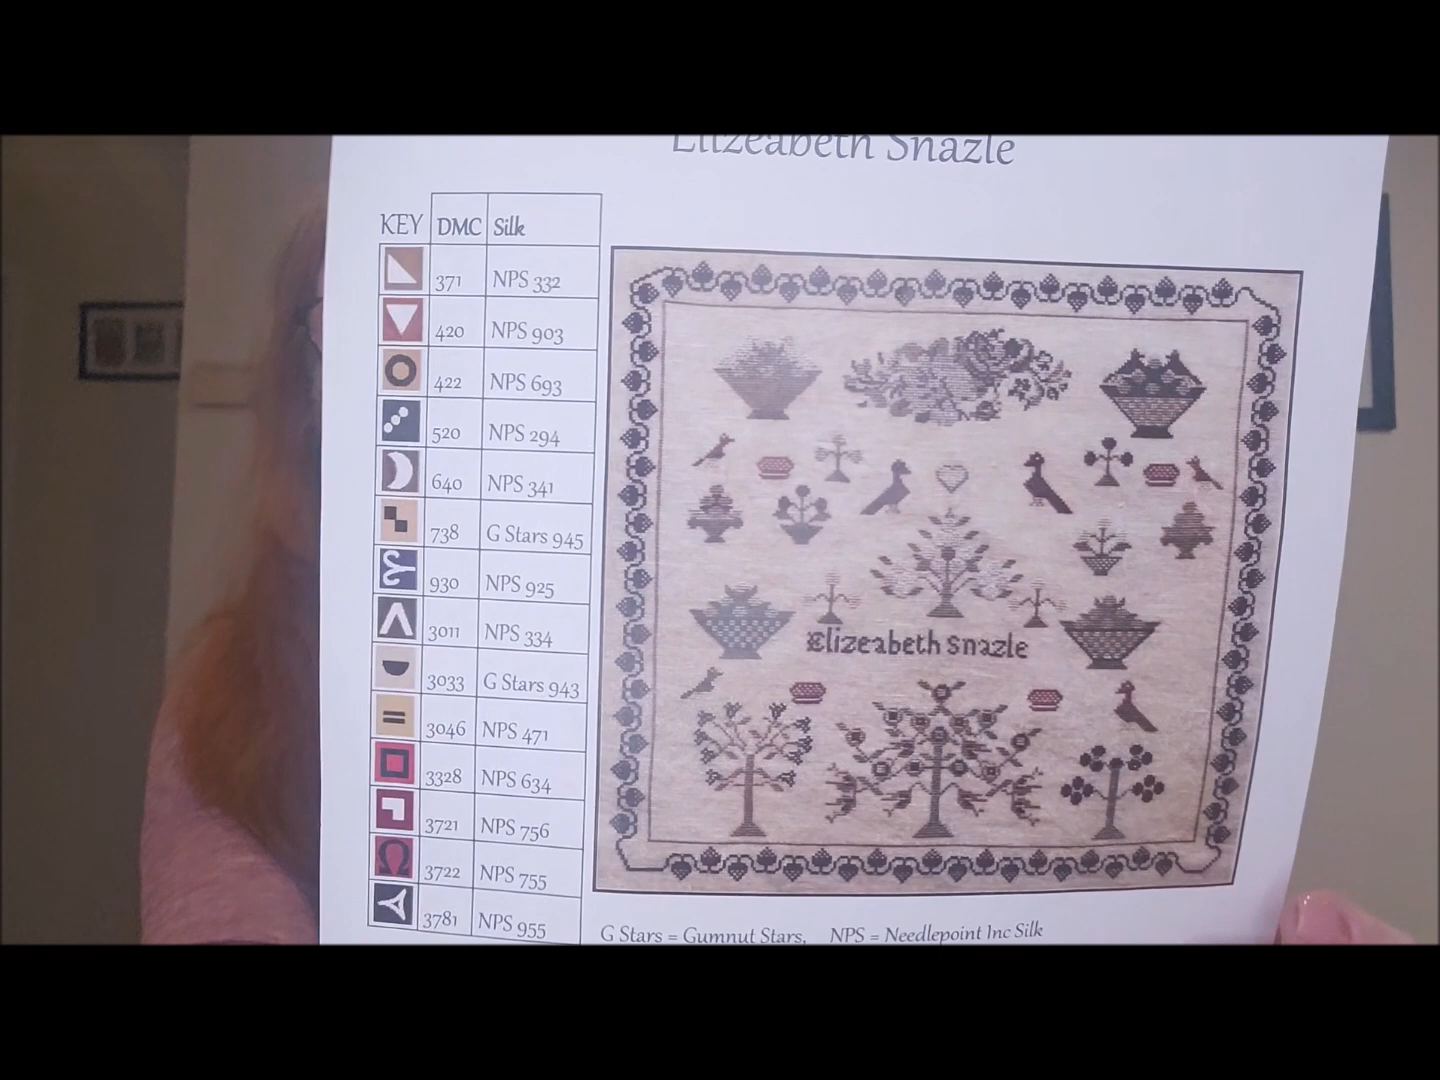 Elizeabeth Snazle
KEY DMC Silk
371 NPS 332
420 NPS 903
422 NPS 693
520 NPS 294
640 NPS 341
738 G Stars 945
930 NPS 925
3011 NPS 334
3033 G Stars 943
3046 NPS 471
3328 NPS 634
3721 NPS 756
3722 NPS 755
3781 NPS 955
Elizeabeth Snazle
G Stars = Gumnut Stars, NPS = Needlepoint Inc Silk